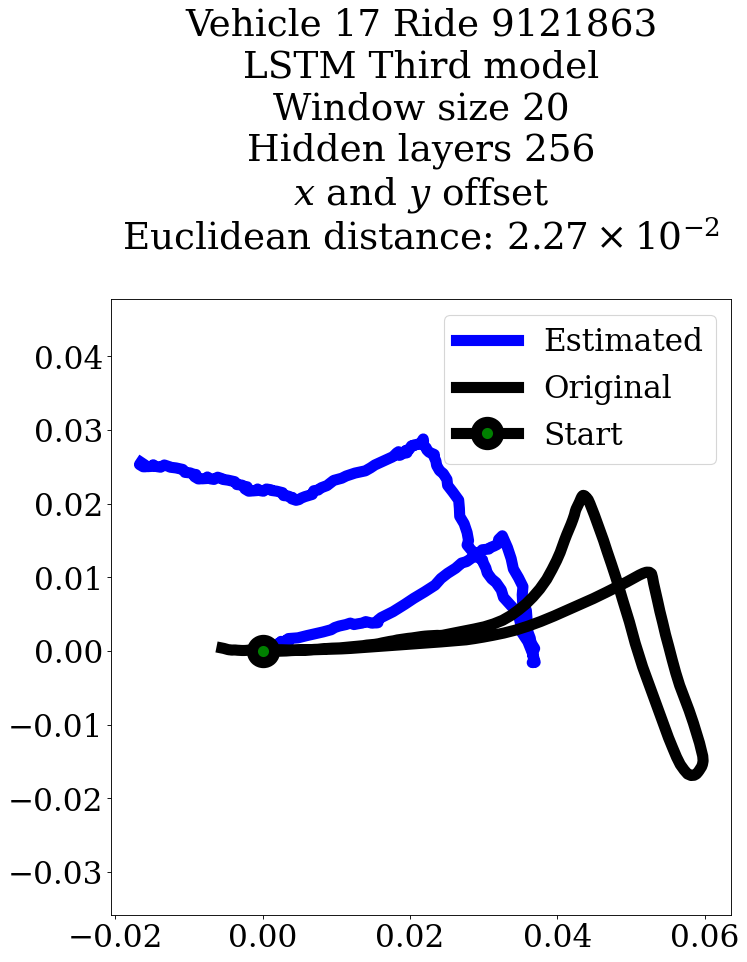 Vehicle 17 Ride 9121863
LSTM Third model
Window size 20
Hidden layers 256
x and y offset
Euclidean distance: 2.27 × 10⁻²
Estimated
Original
Start
0.04
0.03
0.02
0.01
0.00
−0.01
−0.02
−0.03
−0.02 0.00 0.02 0.04 0.06